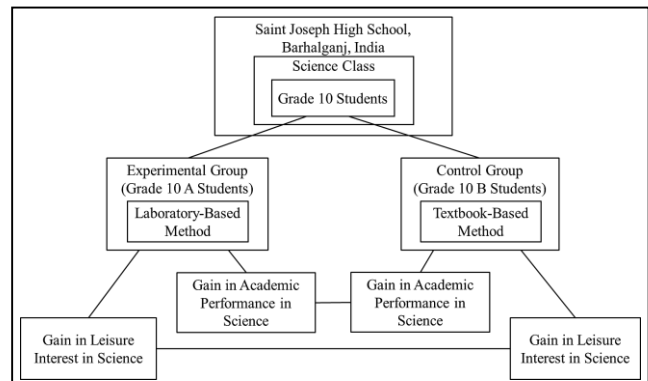 Saint Joseph High School,
Barhalganj, India
Science Class
Grade 10 Students
Experimental Group
(Grade 10 A Students)
Laboratory-Based
Method
Control Group
(Grade 10 B Students)
Textbook-Based
Method
Gain in Academic
Performance in
Science
Gain in Academic
Performance in
Science
Gain in Leisure
Interest in Science
Gain in Leisure
Interest in Science